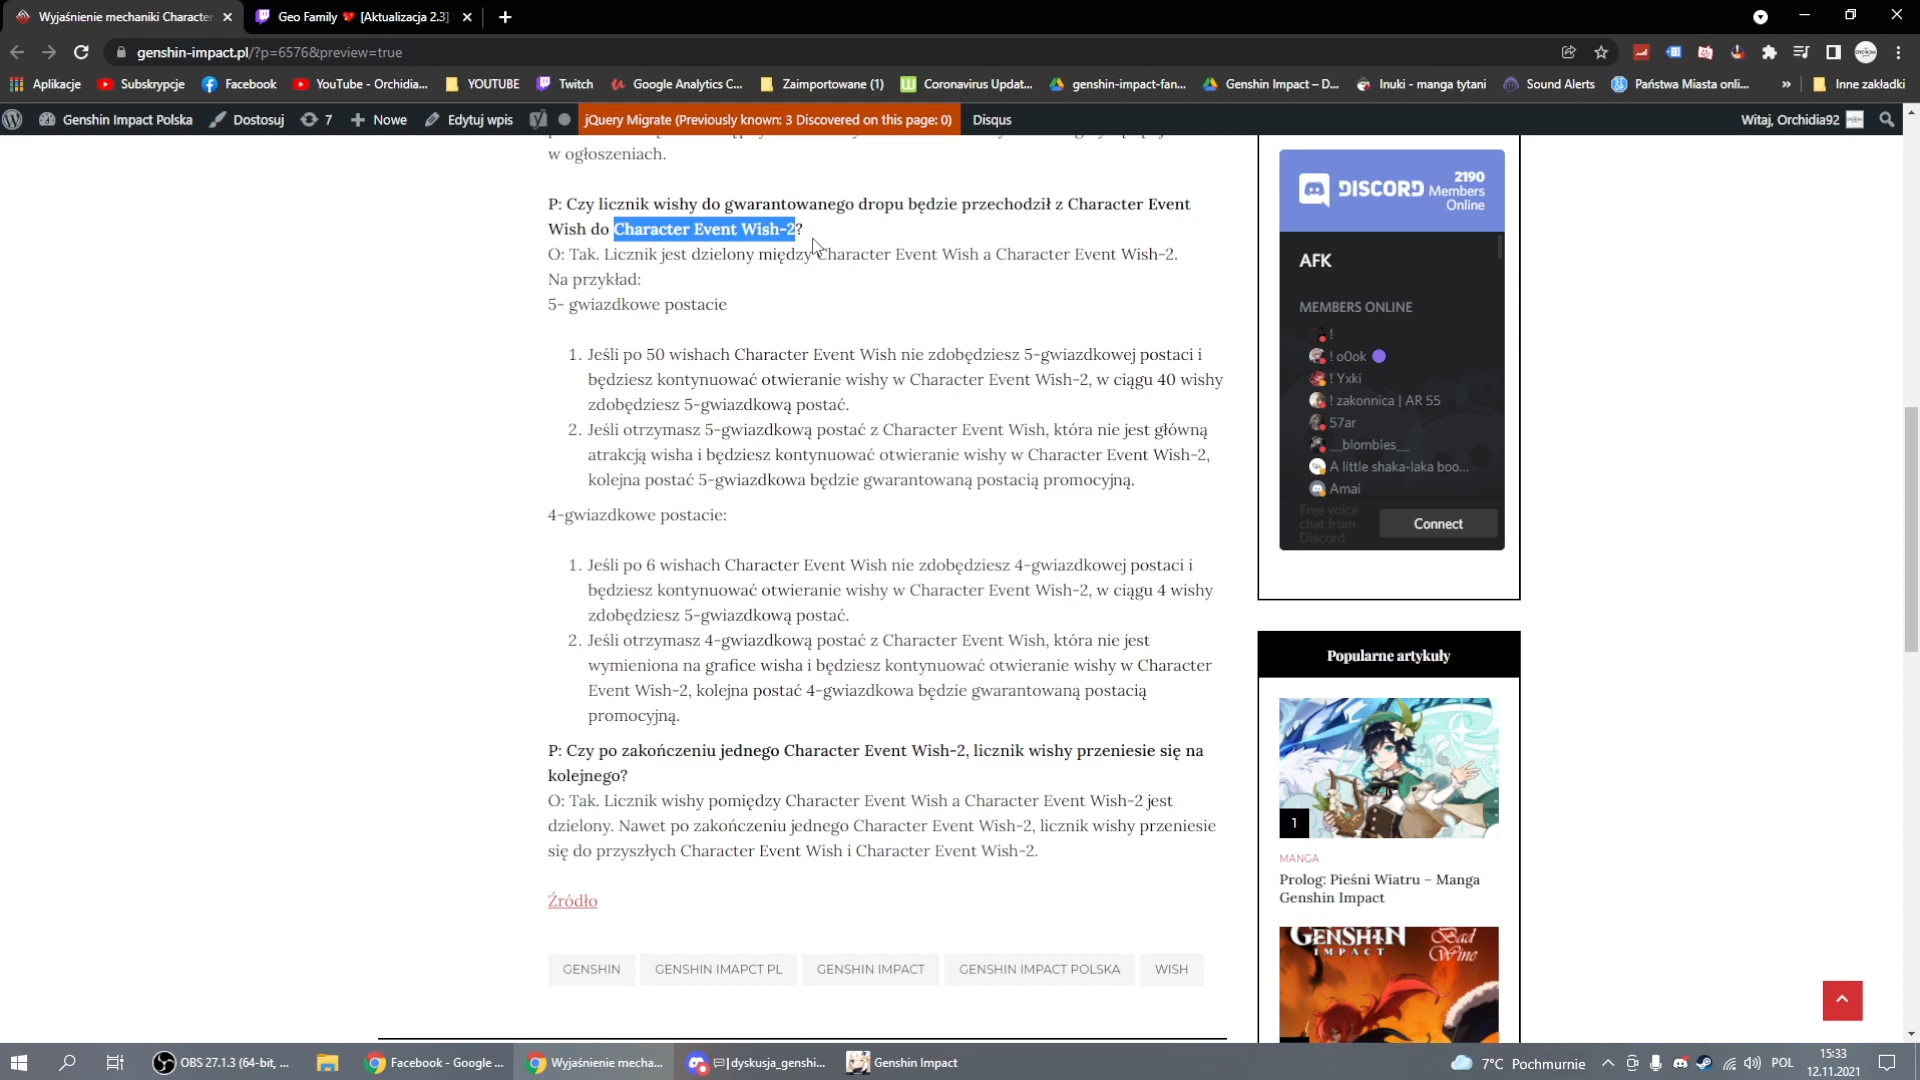 Wyjaśnienie mechaniki Character
Geo Family [Aktualizacja 2.3]
genshin-impact.pl/?p=6576&preview=true
Aplikacje
Subskrypcje
Facebook
YouTube - Orchidia...
YOUTUBE
Twitch
Google Analytics C...
Zaimportowane (1)
Coronavirus Updat...
genshin-impact-fan...
Genshin Impact – D...
Inuki - manga tytani
Sound Alerts
Państwa Miasta onli...
»
Inne zakładki
Genshin Impact Polska
Dostosuj
7
Nowe
Edytuj wpis
jQuery Migrate (Previously known: 3 Discovered on this page: 0)
Disqus
Witaj, Orchidia92
w ogłoszeniach.
P: Czy licznik wishy do gwarantowanego dropu będzie przechodził z Character Event
Wish do Character Event Wish-2?
O: Tak. Licznik jest dzielony między Character Event Wish a Character Event Wish-2.
Na przykład:
5- gwiazdkowe postacie
1. Jeśli po 50 wishach Character Event Wish nie zdobędziesz 5-gwiazdkowej postaci i
będziesz kontynuować otwieranie wishy w Character Event Wish-2, w ciągu 40 wishy
zdobędziesz 5-gwiazdkową postać.
2. Jeśli otrzymasz 5-gwiazdkową postać z Character Event Wish, która nie jest główną
atrakcją wisha i będziesz kontynuować otwieranie wishy w Character Event Wish-2,
kolejna postać 5-gwiazdkowa będzie gwarantowaną postacią promocyjną.
4-gwiazdkowe postacie:
1. Jeśli po 6 wishach Character Event Wish nie zdobędziesz 4-gwiazdkowej postaci i
będziesz kontynuować otwieranie wishy w Character Event Wish-2, w ciągu 4 wishy
zdobędziesz 5-gwiazdkową postać.
2. Jeśli otrzymasz 4-gwiazdkową postać z Character Event Wish, która nie jest
wymieniona na grafice wisha i będziesz kontynuować otwieranie wishy w Character
Event Wish-2, kolejna postać 4-gwiazdkowa będzie gwarantowaną postacią
promocyjną.
P: Czy po zakończeniu jednego Character Event Wish-2, licznik wishy przeniesie się na
kolejnego?
O: Tak. Licznik wishy pomiędzy Character Event Wish a Character Event Wish-2 jest
dzielony. Nawet po zakończeniu jednego Character Event Wish-2, licznik wishy przeniesie
się do przyszłych Character Event Wish i Character Event Wish-2.
Źródło
GENSHIN
GENSHIN IMAPCT PL
GENSHIN IMPACT
GENSHIN IMPACT POLSKA
WISH
DISCORD
2190
Members
Online
AFK
MEMBERS ONLINE
!
! oOok
! Yxki
! zakonnica | AR 55
57ar
__blombies__
A little shaka-laka boo...
Amai
Free voice
chat from
Discord
Connect
Popularne artykuły
1
MANGA
Prolog: Pieśni Wiatru – Manga
Genshin Impact
GENSHIN
IMPACT
Bad
Wine
OBS 27.1.3 (64-bit, ...
Facebook - Google ...
Wyjaśnienie mecha...
|dyskusja_genshi...
Genshin Impact
7°C Pochmurnie
POL
15:33
12.11.2021